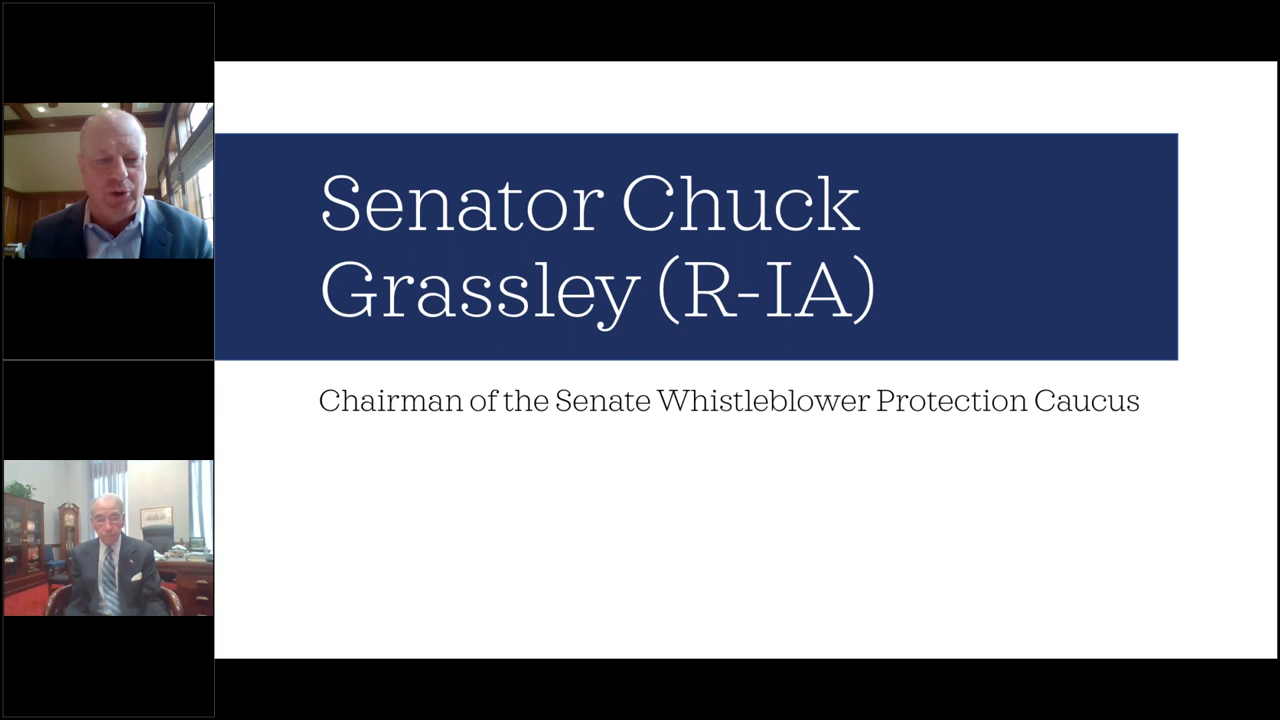 Senator Chuck
Grassley (R-IA)
Chairman of the Senate Whistleblower Protection Caucus